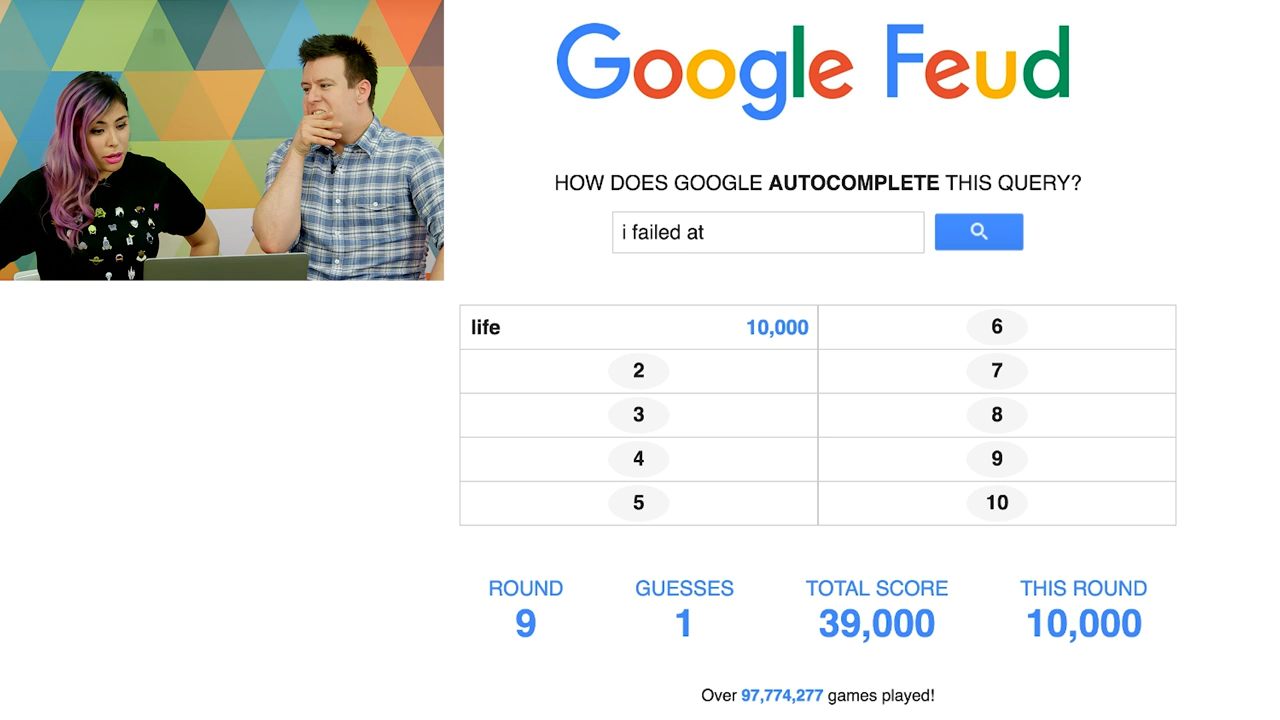 Google Feud
HOW DOES GOOGLE AUTOCOMPLETE THIS QUERY?
i failed at
life 10,000 6
2 7
3 8
4 9
5 10
ROUND GUESSES TOTAL SCORE THIS ROUND
9 1 39,000 10,000
Over 97,774,277 games played!